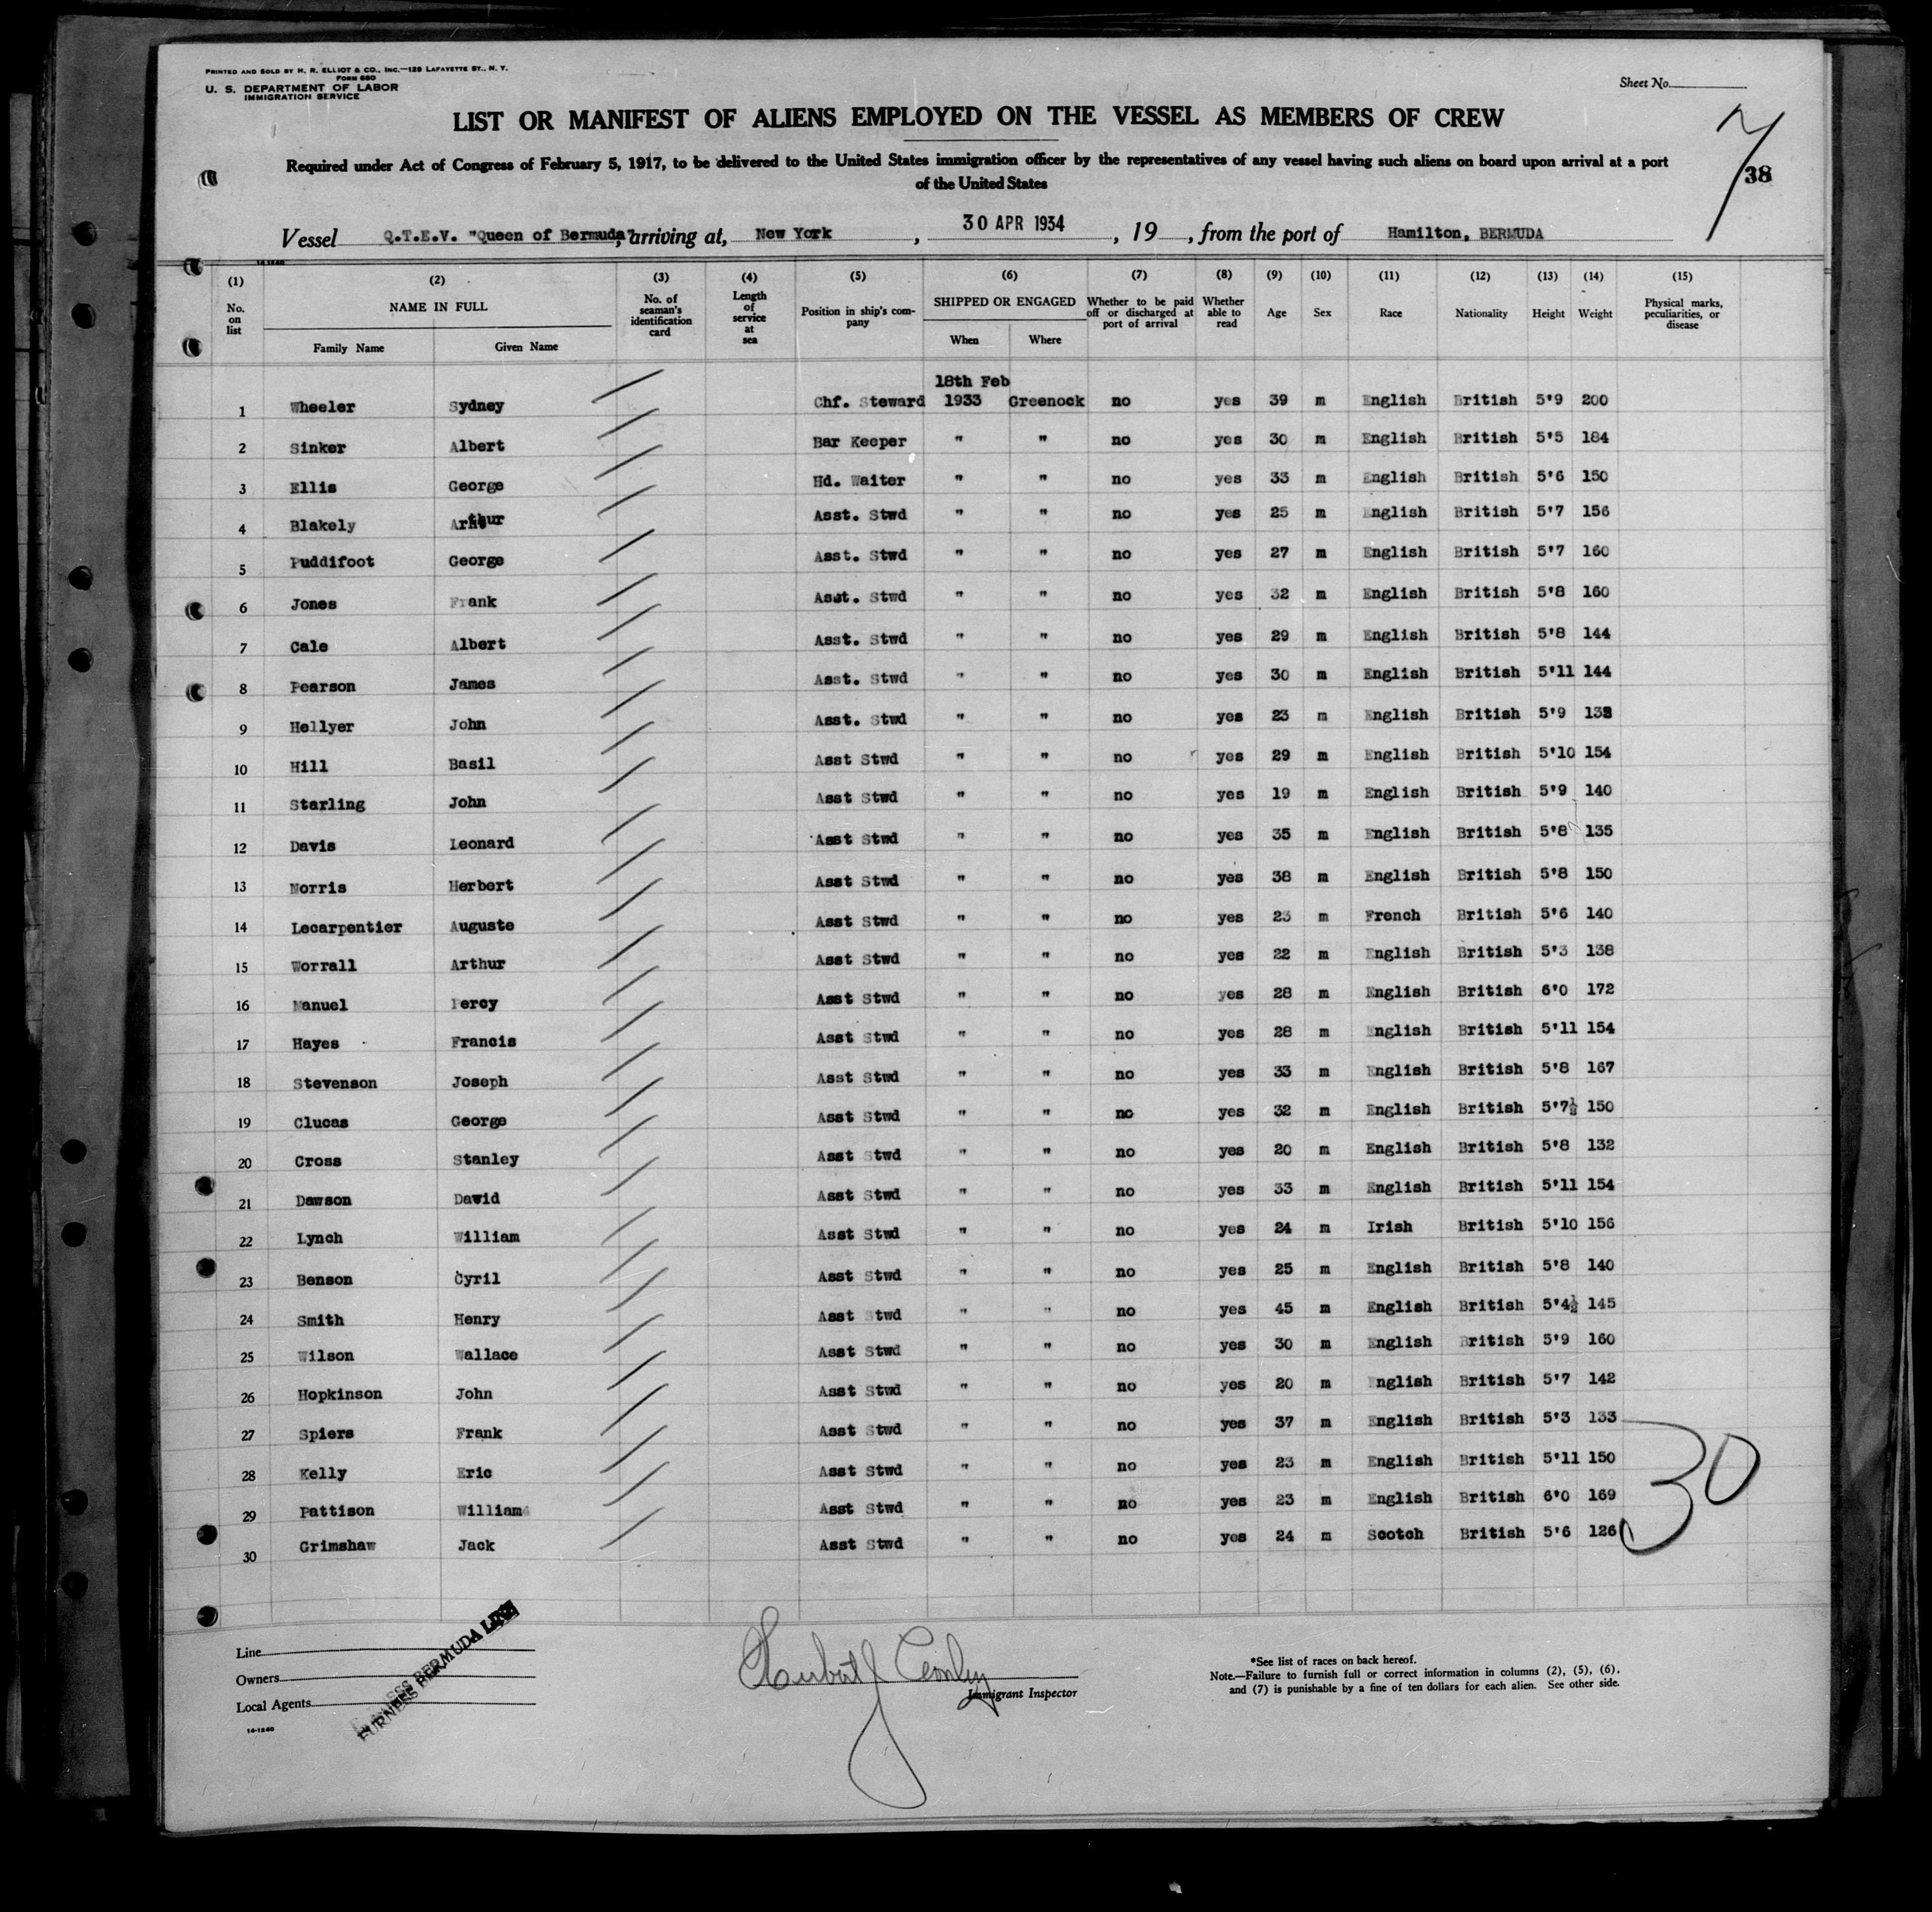 PRINTED AND SOLD BY H. R. ELLIOT & CO., INC.—129 LAFAYETTE ST., N. Y.
FORM 680
U. S. DEPARTMENT OF LABOR
IMMIGRATION SERVICE
Sheet No.
LIST OR MANIFEST OF ALIENS EMPLOYED ON THE VESSEL AS MEMBERS OF CREW
7
Required under Act of Congress of February 5, 1917, to be delivered to the United States immigration officer by the representatives of any vessel having such aliens on board upon arrival at a port
of the United States
38
Vessel Q.T.E.V. "Queen of Bermuda", arriving at, New York, 30 APR 1934, 19 , from the port of Hamilton, BERMUDA
14-1240
(1) (2) (3) (4) (5) (6) (7) (8) (9) (10) (11) (12) (13) (14) (15)
No. on list NAME IN FULL Family Name Given Name No. of seaman's identification card Length of service at sea Position in ship's company SHIPPED OR ENGAGED When Where Whether to be paid off or discharged at port of arrival Whether able to read Age Sex Race Nationality Height Weight Physical marks, peculiarities, or disease
18th Feb
1 Wheeler Sydney Chf. Steward 1933 Greenock no yes 39 m English British 5'9 200
2 Sinker Albert Bar Keeper " " no yes 30 m English British 5'5 184
3 Ellis George Hd. Waiter " " no yes 33 m English British 5'6 150
4 Blakely Arthur Asst. Stwd " " no yes 25 m English British 5'7 156
5 Puddifoot George Asst. Stwd " " no yes 27 m English British 5'7 160
6 Jones Frank Asst. Stwd " " no yes 32 m English British 5'8 160
7 Cale Albert Asst. Stwd " " no yes 29 m English British 5'8 144
8 Pearson James Asst. Stwd " " no yes 30 m English British 5'11 144
9 Hellyer John Asst. Stwd " " no yes 23 m English British 5'9
10 Hill Basil Asst Stwd " " no yes 29 m English British 5'10 154
11 Starling John Asst Stwd " " no yes 19 m English British 5'9 140
12 Davis Leonard Asst Stwd " " no yes 35 m English British 5'8 135
13 Norris Herbert Asst Stwd " " no yes 38 m English British 5'8 150
14 Lecarpentier Auguste Asst Stwd " " no yes 23 m French British 5'6 140
15 Worrall Arthur Asst Stwd " " no yes 22 m English British 5'3 138
16 Manuel Percy Asst Stwd " " no yes 28 m English British 6'0 172
17 Hayes Francis Asst Stwd " " no yes 28 m English British 5'11 154
18 Stevenson Joseph Asst Stwd " " no yes 33 m English British 5'8 167
19 Clucas George Asst Stwd " " no yes 32 m English British 5'7½ 150
20 Cross Stanley Asst Stwd " " no yes 20 m English British 5'8 132
21 Dawson David Asst Stwd " " no yes 33 m English British 5'11 154
22 Lynch William Asst Stwd " " no yes 24 m Irish British 5'10 156
23 Benson Cyril Asst Stwd " " no yes 25 m English British 5'8 140
24 Smith Henry Asst Stwd " " no yes 45 m English British 5'4½ 145
25 Wilson Wallace Asst Stwd " " no yes 30 m English British 5'9 160
26 Hopkinson John Asst Stwd " " no yes 20 m English British 5'7 142
27 Spiers Frank Asst Stwd " " no yes 37 m English British 5'3 133
28 Kelly Eric Asst Stwd " " no yes 23 m English British 5'11 150
29 Pattison William Asst Stwd " " no yes 23 m English British 6'0 169
30 Grimshaw Jack Asst Stwd " " no yes 24 m Scotch British 5'6 126
30
Line
Owners
Local Agents
14-1240
FURNESS BERMUDA LINE
Immigrant Inspector
*See list of races on back hereof.
Note.—Failure to furnish full or correct information in columns (2), (5), (6),
and (7) is punishable by a fine of ten dollars for each alien. See other side.